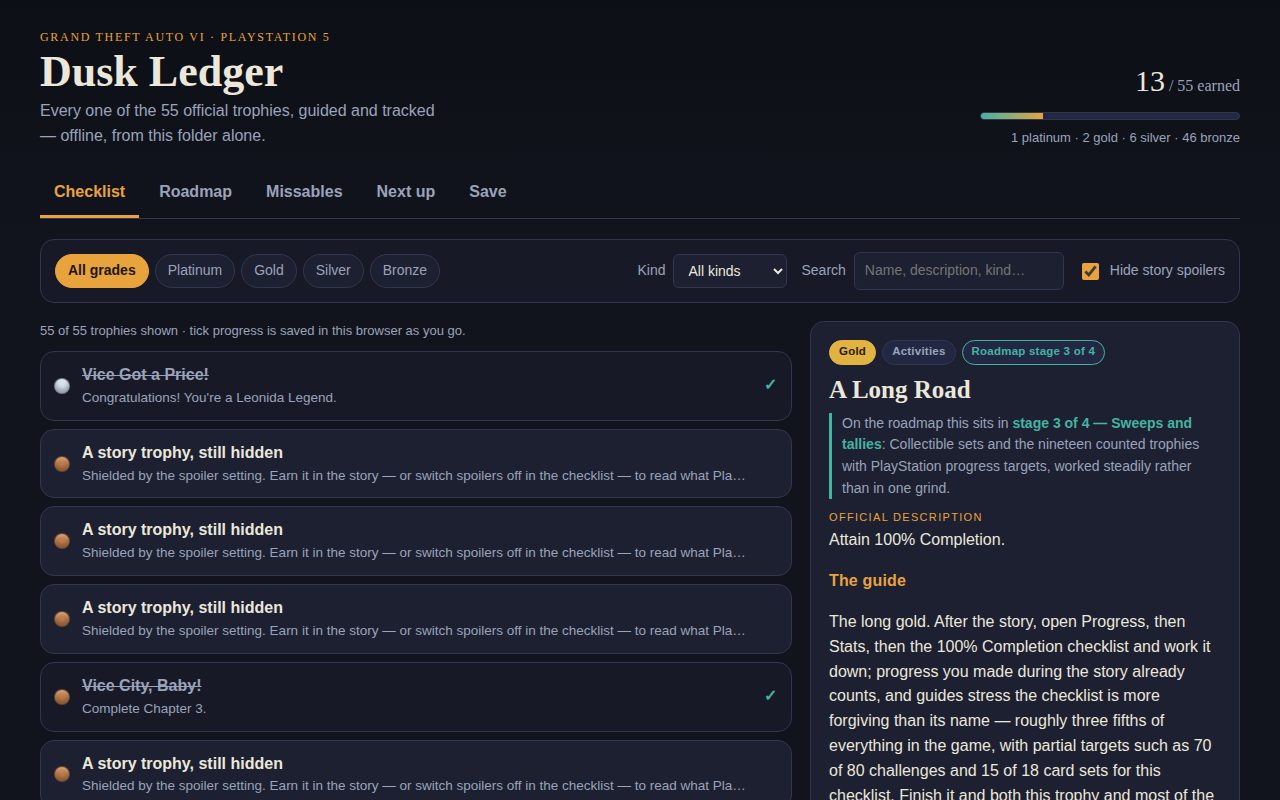 GRAND THEFT AUTO VI · PLAYSTATION 5
Dusk Ledger
Every one of the 55 official trophies, guided and tracked
— offline, from this folder alone.
13 / 55 earned
1 platinum · 2 gold · 6 silver · 46 bronze
Checklist
Roadmap
Missables
Next up
Save
All grades
Platinum
Gold
Silver
Bronze
Kind
All kinds
Search
Name, description, kind…
Hide story spoilers
55 of 55 trophies shown · tick progress is saved in this browser as you go.
Vice Got a Price!
Congratulations! You're a Leonida Legend.
✓
A story trophy, still hidden
Shielded by the spoiler setting. Earn it in the story — or switch spoilers off in the checklist — to read what Pla…
A story trophy, still hidden
Shielded by the spoiler setting. Earn it in the story — or switch spoilers off in the checklist — to read what Pla…
A story trophy, still hidden
Shielded by the spoiler setting. Earn it in the story — or switch spoilers off in the checklist — to read what Pla…
Vice City, Baby!
Complete Chapter 3.
✓
A story trophy, still hidden
Shielded by the spoiler setting. Earn it in the story — or switch spoilers off in the checklist — to read what Pla…
Gold
Activities
Roadmap stage 3 of 4
A Long Road
On the roadmap this sits in stage 3 of 4 — Sweeps and
tallies: Collectible sets and the nineteen counted trophies
with PlayStation progress targets, worked steadily rather
than in one grind.
OFFICIAL DESCRIPTION
Attain 100% Completion.
The guide
The long gold. After the story, open Progress, then
Stats, then the 100% Completion checklist and work it
down; progress you made during the story already
counts, and guides stress the checklist is more
forgiving than its name — roughly three fifths of
everything in the game, with partial targets such as 70
of 80 challenges and 15 of 18 card sets for this
checklist. Finish it and both this trophy and most of the